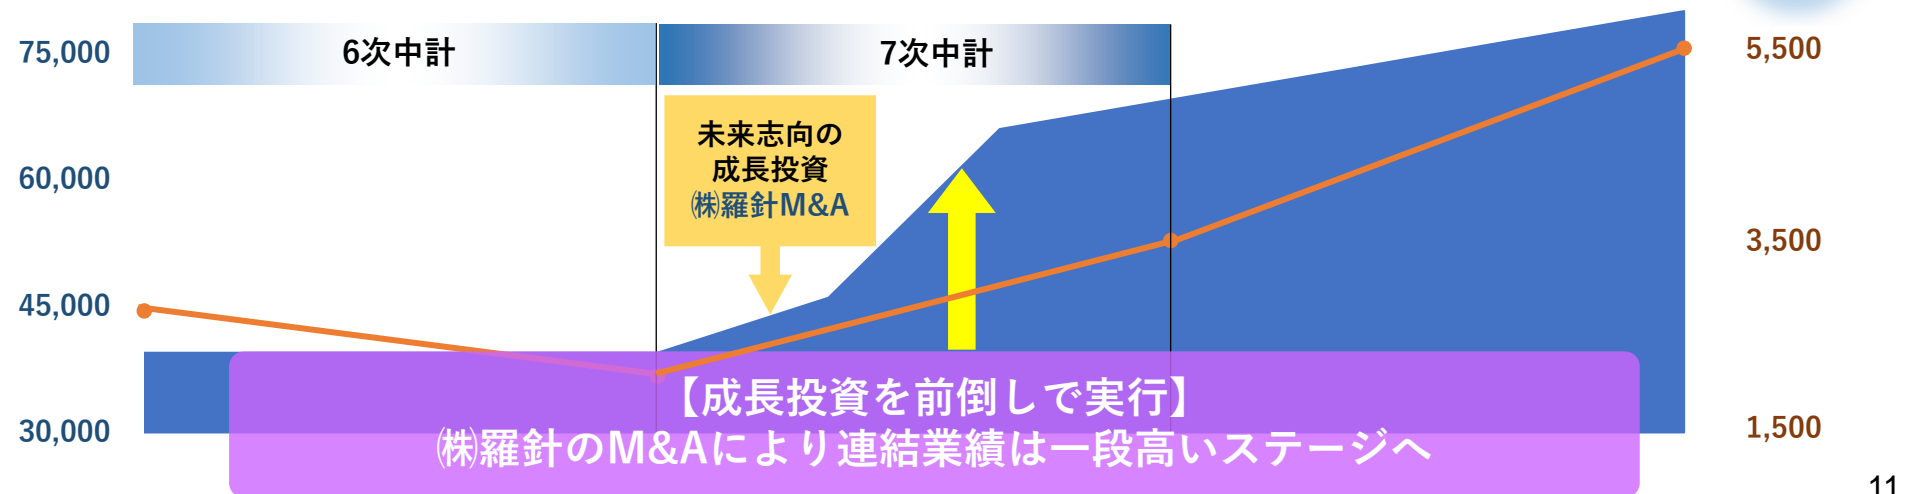 75,000
60,000
45,000
30,000
6次中計
7次中計
未来志向の
成長投資
㈱羅針M&A
5,500
3,500
1,500
【成長投資を前倒しで実行】
㈱羅針のM&Aにより連結業績は一段高いステージへ
11